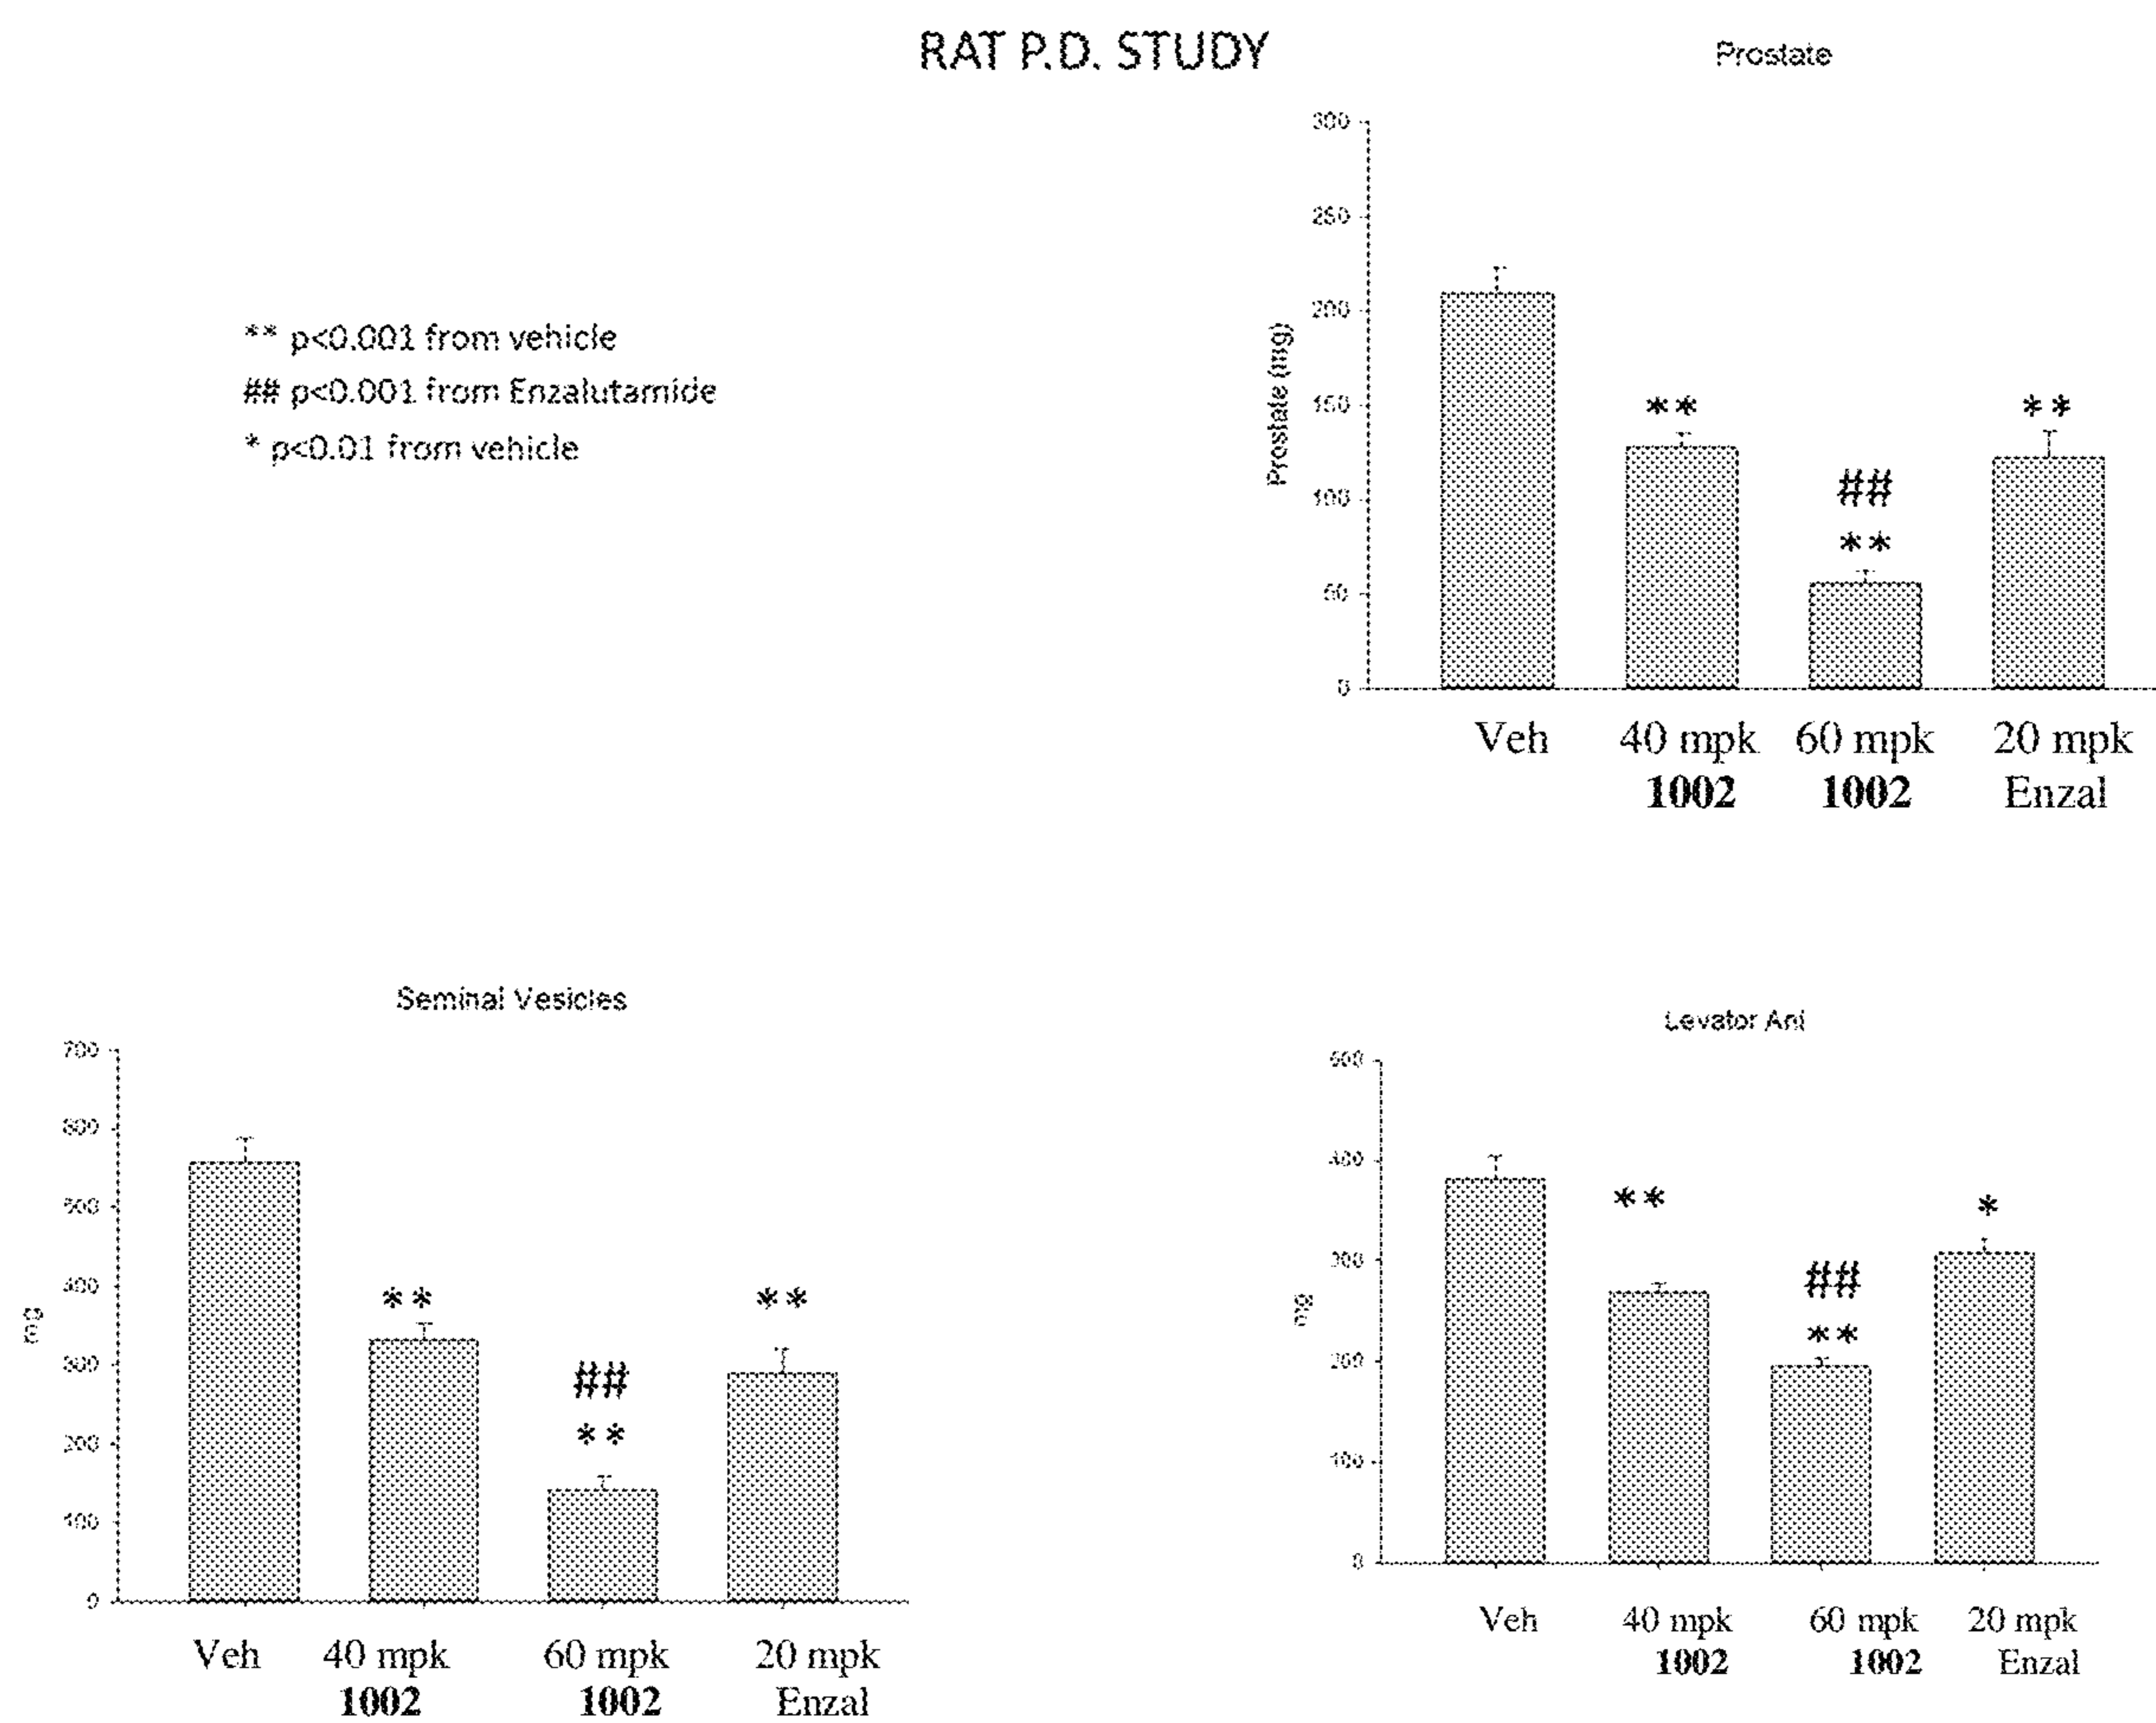 RAT P.D. STUDY
** p<0.001 from vehicle
## p<0.001 from Enzalutamide
* p<0.01 from vehicle
Prostate
Prostate (mg)
300
250
200
150
100
50
0
**
##
**
**
Veh 40 mpk 60 mpk 20 mpk
1002 1002 Enzal
Seminal Vesicles
mg
700
600
500
400
300
200
100
0
**
##
**
**
Veh 40 mpk 60 mpk 20 mpk
1002 1002 Enzal
Levator Ani
mg
500
400
300
200
100
0
**
##
**
*
Veh 40 mpk 60 mpk 20 mpk
1002 1002 Enzal